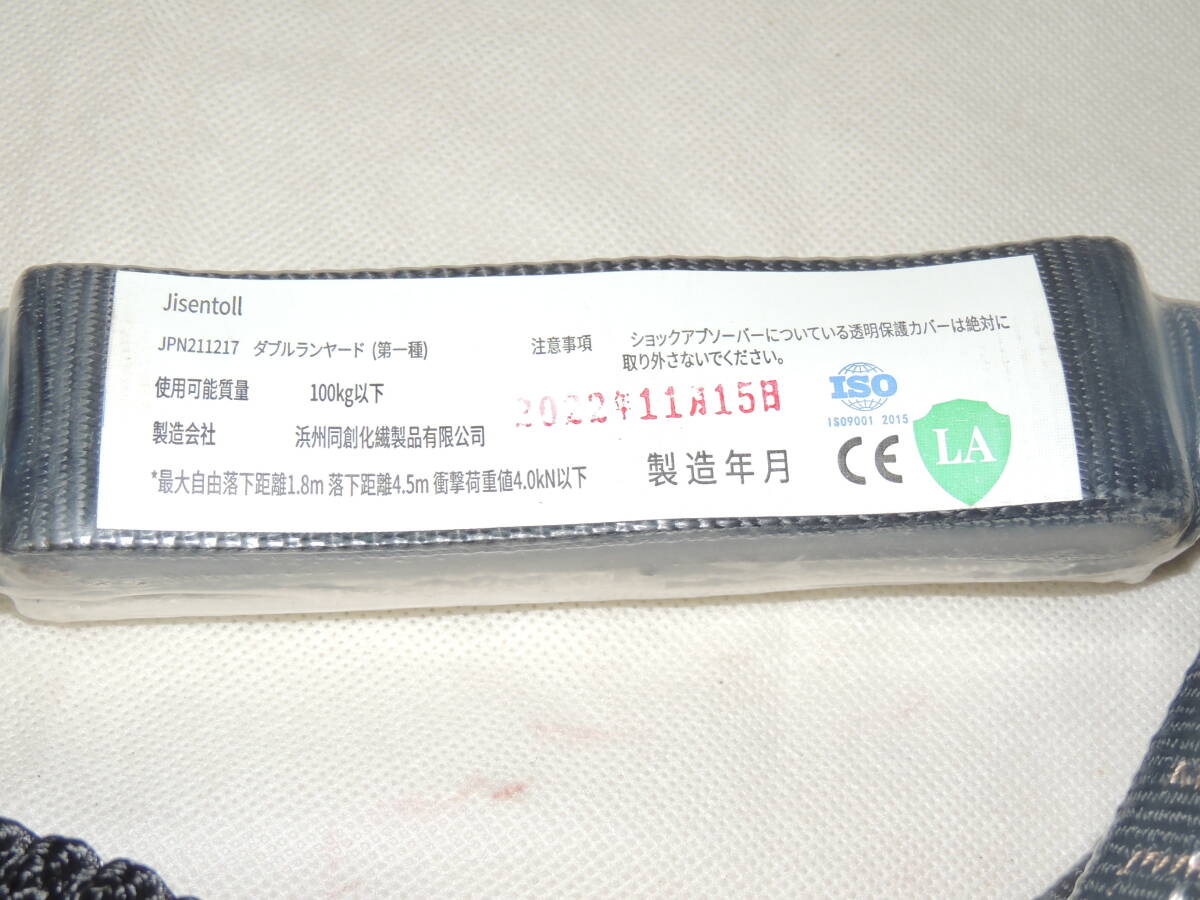 Jisentoll
JPN211217 ダブルランヤード (第一種)
使用可能質量 100kg以下
製造会社 浜州同創化繊製品有限公司
*最大自由落下距離1.8m 落下距離4.5m 衝撃荷重値4.0kN以下
注意事項 ショックアブソーバーについている透明保護カバーは絶対に
取り外さないでください。
2022年11月15日
製造年月
ISO
ISO9001 2015
CE
LA